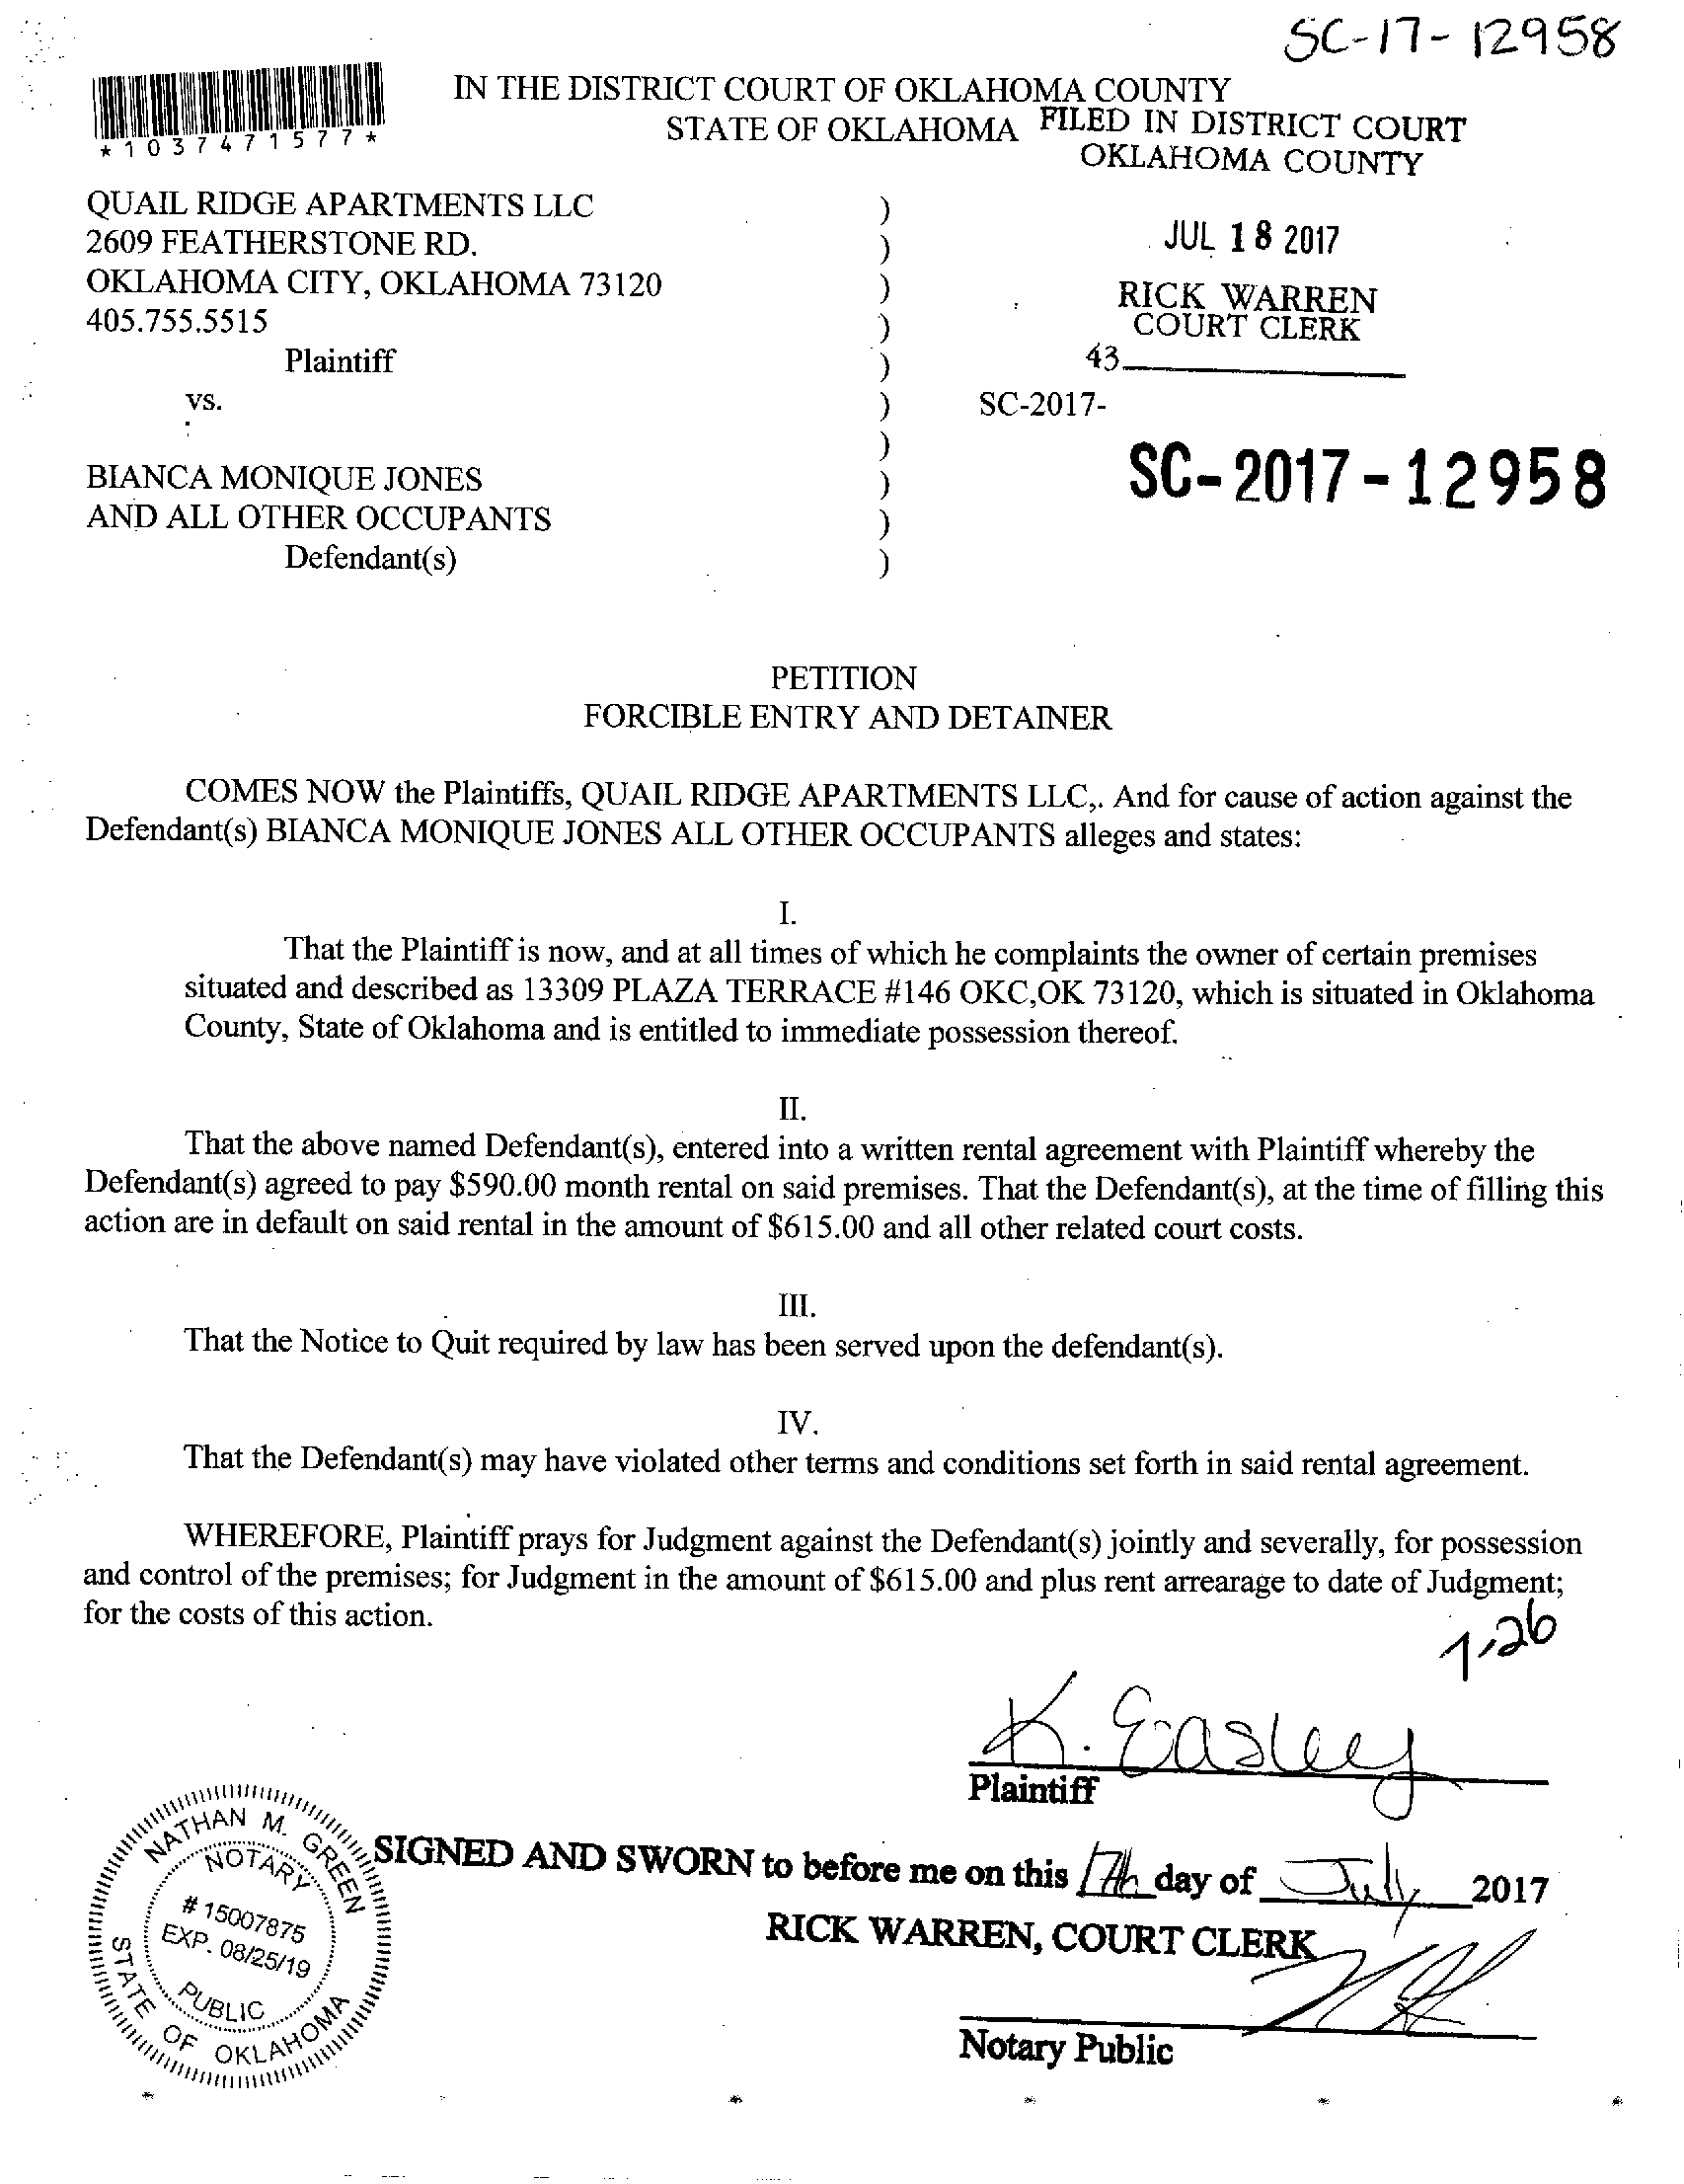 SC-17-12958
IN THE DISTRICT COURT OF OKLAHOMA COUNTY
STATE OF OKLAHOMA
FILED IN DISTRICT COURT
OKLAHOMA COUNTY
*1037471577*
QUAIL RIDGE APARTMENTS LLC )
2609 FEATHERSTONE RD. )
JUL 18 2017
OKLAHOMA CITY, OKLAHOMA 73120 )
RICK WARREN
405.755.5515 )
COURT CLERK
Plaintiff )
43
vs. ) SC-2017-
)
SC-2017-12958
BIANCA MONIQUE JONES )
AND ALL OTHER OCCUPANTS )
Defendant(s) )
PETITION
FORCIBLE ENTRY AND DETAINER
COMES NOW the Plaintiffs, QUAIL RIDGE APARTMENTS LLC,. And for cause of action against the
Defendant(s) BIANCA MONIQUE JONES ALL OTHER OCCUPANTS alleges and states:
I.
That the Plaintiff is now, and at all times of which he complaints the owner of certain premises
situated and described as 13309 PLAZA TERRACE #146 OKC,OK 73120, which is situated in Oklahoma
County, State of Oklahoma and is entitled to immediate possession thereof.
II.
That the above named Defendant(s), entered into a written rental agreement with Plaintiff whereby the
Defendant(s) agreed to pay $590.00 month rental on said premises. That the Defendant(s), at the time of filling this
action are in default on said rental in the amount of $615.00 and all other related court costs.
III.
That the Notice to Quit required by law has been served upon the defendant(s).
IV.
That the Defendant(s) may have violated other terms and conditions set forth in said rental agreement.
WHEREFORE, Plaintiff prays for Judgment against the Defendant(s) jointly and severally, for possession
and control of the premises; for Judgment in the amount of $615.00 and plus rent arrearage to date of Judgment;
for the costs of this action.
7-26
K. Easley
Plaintiff
SIGNED AND SWORN to before me on this 17th day of July 2017
RICK WARREN, COURT CLERK
Notary Public
NATHAN M. GREEN
NOTARY
# 15007875
EXP. 08/25/19
PUBLIC
STATE OF OKLAHOMA